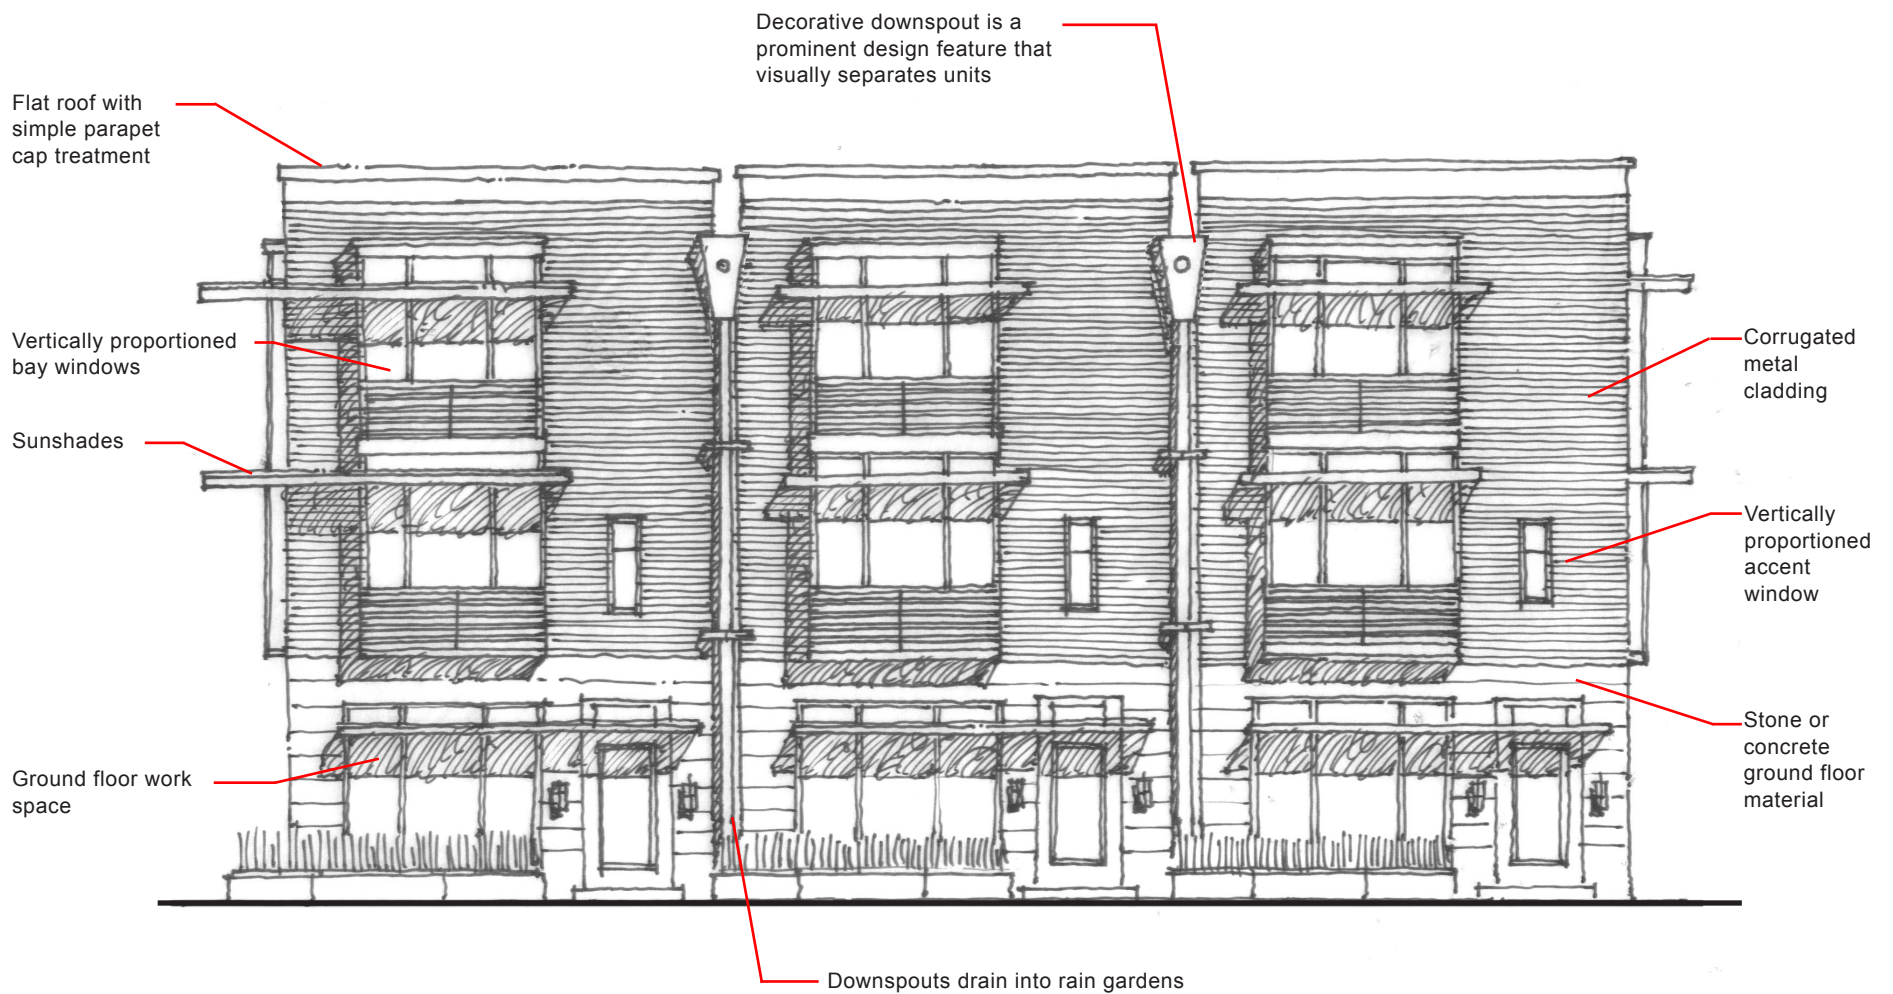 Decorative downspout is a
prominent design feature that
visually separates units
Flat roof with
simple parapet
cap treatment
Vertically proportioned
bay windows
Sunshades
Ground floor work
space
Corrugated
metal
cladding
Vertically
proportioned
accent
window
Stone or
concrete
ground floor
material
Downspouts drain into rain gardens